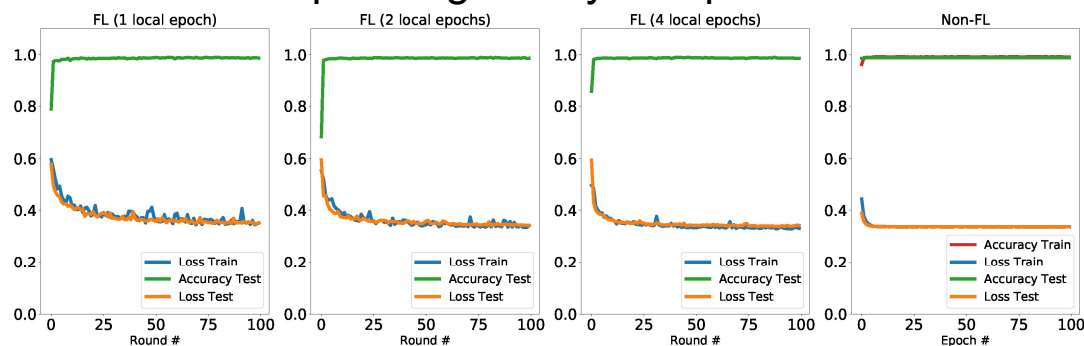 FL (1 local epoch)
1.0
0.8
0.6
0.4
0.2
0.0
Loss Train
Accuracy Test
Loss Test
0 25 50 75 100
Round #
FL (2 local epochs)
1.0
0.8
0.6
0.4
0.2
0.0
Loss Train
Accuracy Test
Loss Test
0 25 50 75 100
Round #
FL (4 local epochs)
1.0
0.8
0.6
0.4
0.2
0.0
Loss Train
Accuracy Test
Loss Test
0 25 50 75 100
Round #
Non-FL
1.0
0.8
0.6
0.4
0.2
0.0
Accuracy Train
Loss Train
Accuracy Test
Loss Test
0 25 50 75 100
Epoch #